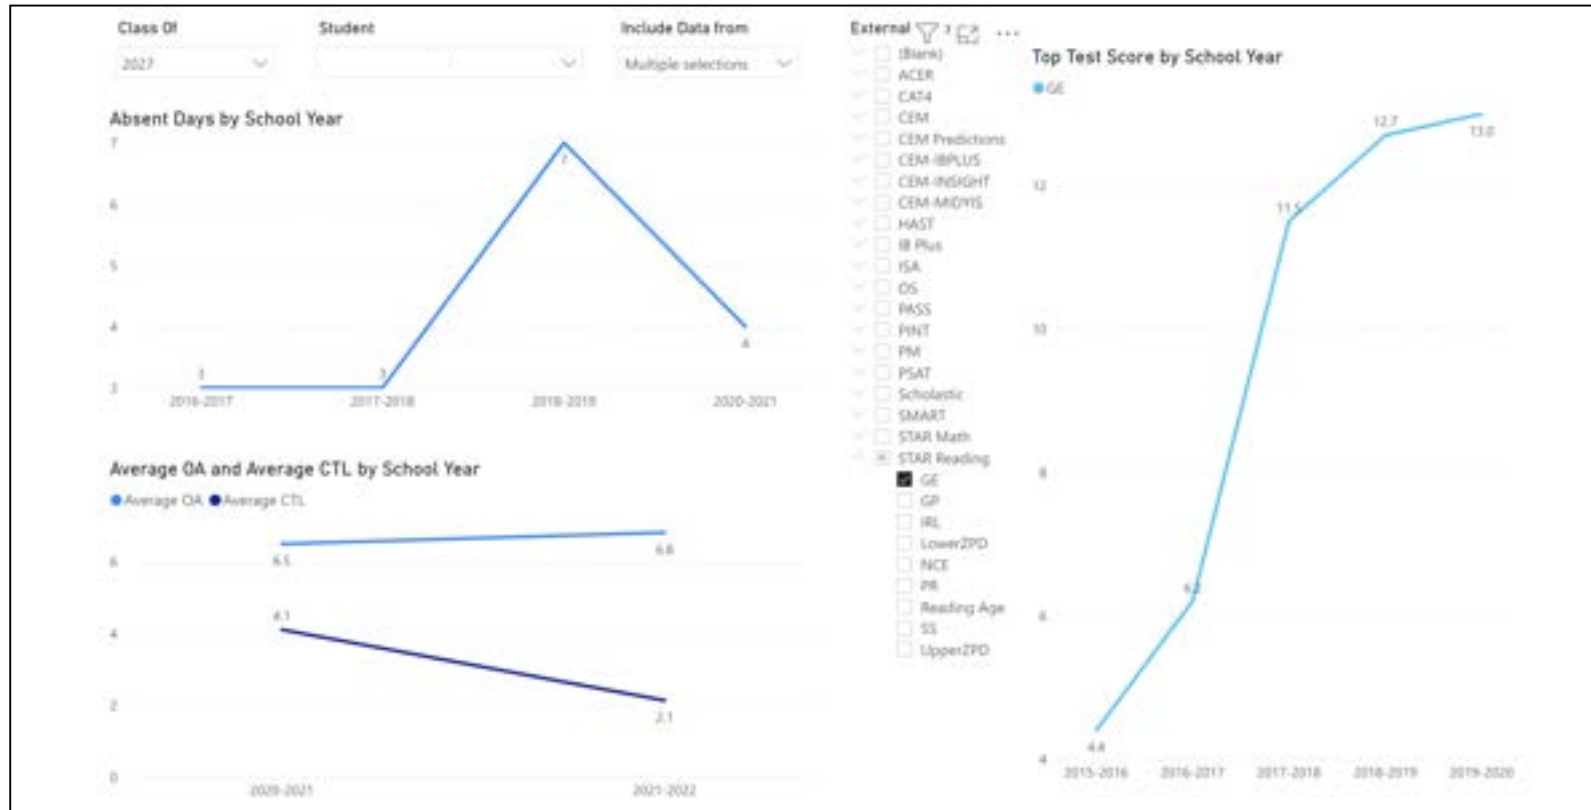 Class Of
2027
Student
Include Data from
Multiple selections
Absent Days by School Year
7
6
5
4
3
3
3
7
4
2016-2017
2017-2018
2018-2019
2020-2021
Average OA and Average CTL by School Year
Average OA
Average CTL
6
4
2
0
6.5
6.8
4.1
2.1
2020-2021
2021-2022
External
3
(Blank)
ACER
CAT4
CEM
CEM Predictions
CEM-IBPLUS
CEM-INSIGHT
CEM-MIDYIS
HAST
IB Plus
ISA
OS
PASS
PINT
PM
PSAT
Scholastic
SMART
STAR Math
STAR Reading
GE
GP
IRL
LowerZPD
NCE
PR
Reading Age
SS
UpperZPD
Top Test Score by School Year
GE
12
10
8
6
4
4.4
6.2
11.5
12.7
13.0
2015-2016
2016-2017
2017-2018
2018-2019
2019-2020